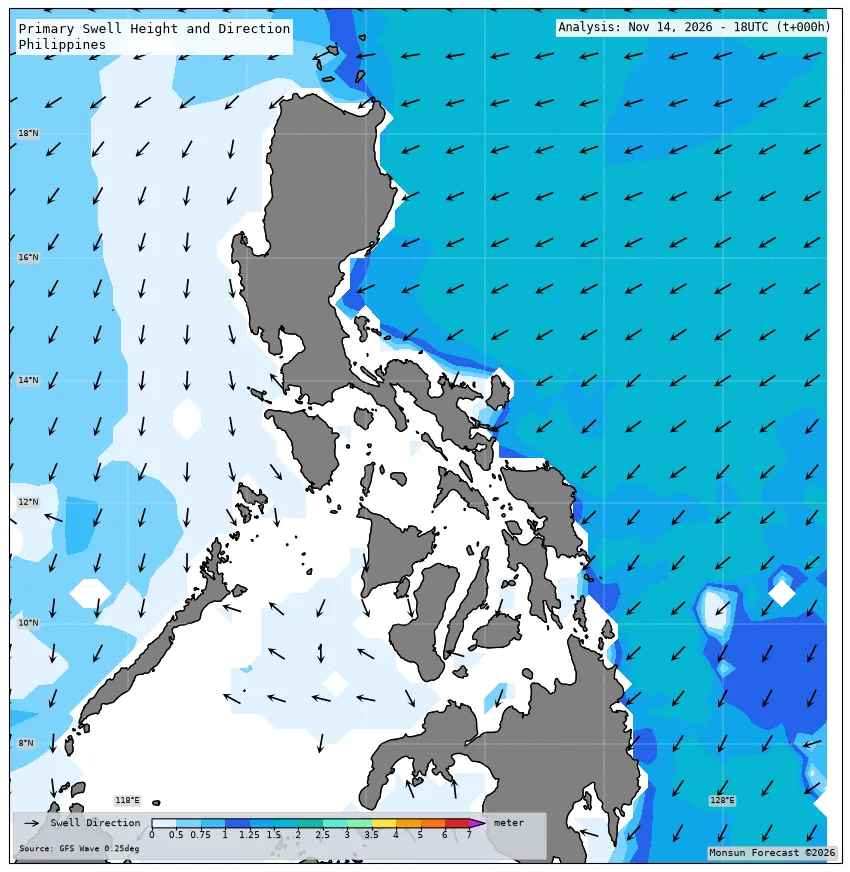 Primary Swell Height and Direction
Philippines
Analysis: Nov 14, 2026 - 18UTC (t+000h)
18°N
16°N
14°N
12°N
10°N
8°N
118°E
128°E
Swell Direction
0 0.5 0.75 1 1.25 1.5 2 2.5 3 3.5 4 5 6 7
meter
Source: GFS Wave 0.25deg
Monsun Forecast ©2026